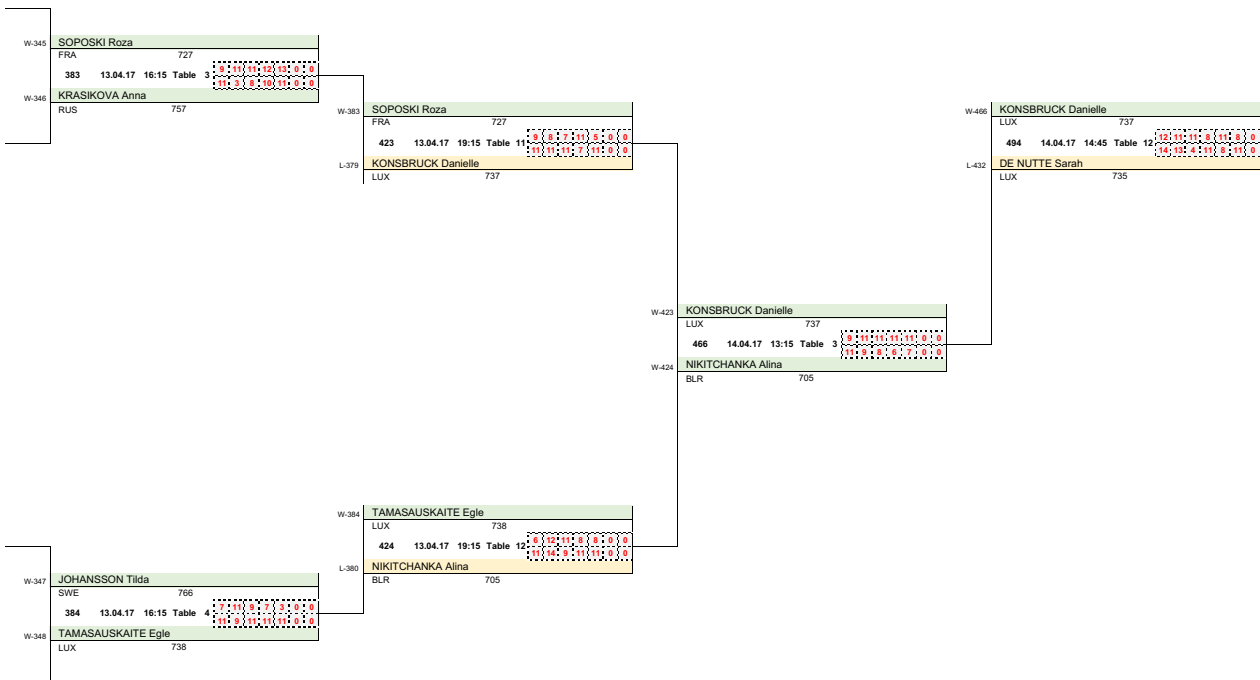 W-345 SOPOSKI Roza
FRA 727
383 13.04.17 16:15 Table 3
9 11 11 12 13 0 0
11 3 8 10 11 0 0
W-346 KRASIKOVA Anna
RUS 757
W-383 SOPOSKI Roza
FRA 727
423 13.04.17 19:15 Table 11
9 8 7 11 5 0 0
11 11 11 7 11 0 0
L-379 KONSBRUCK Danielle
LUX 737
W-466 KONSBRUCK Danielle
LUX 737
494 14.04.17 14:45 Table 12
12 11 11 8 11 8 0
14 13 4 11 8 11 0
L-432 DE NUTTE Sarah
LUX 735
W-423 KONSBRUCK Danielle
LUX 737
466 14.04.17 13:15 Table 3
9 11 11 11 11 0 0
11 9 8 6 7 0 0
W-424 NIKITCHANKA Alina
BLR 705
W-384 TAMASAUSKAITE Egle
LUX 738
424 13.04.17 19:15 Table 12
6 12 11 8 8 0 0
11 14 9 11 11 0 0
L-380 NIKITCHANKA Alina
BLR 705
W-347 JOHANSSON Tilda
SWE 766
384 13.04.17 16:15 Table 4
7 11 9 7 3 0 0
11 9 11 11 11 0 0
W-348 TAMASAUSKAITE Egle
LUX 738